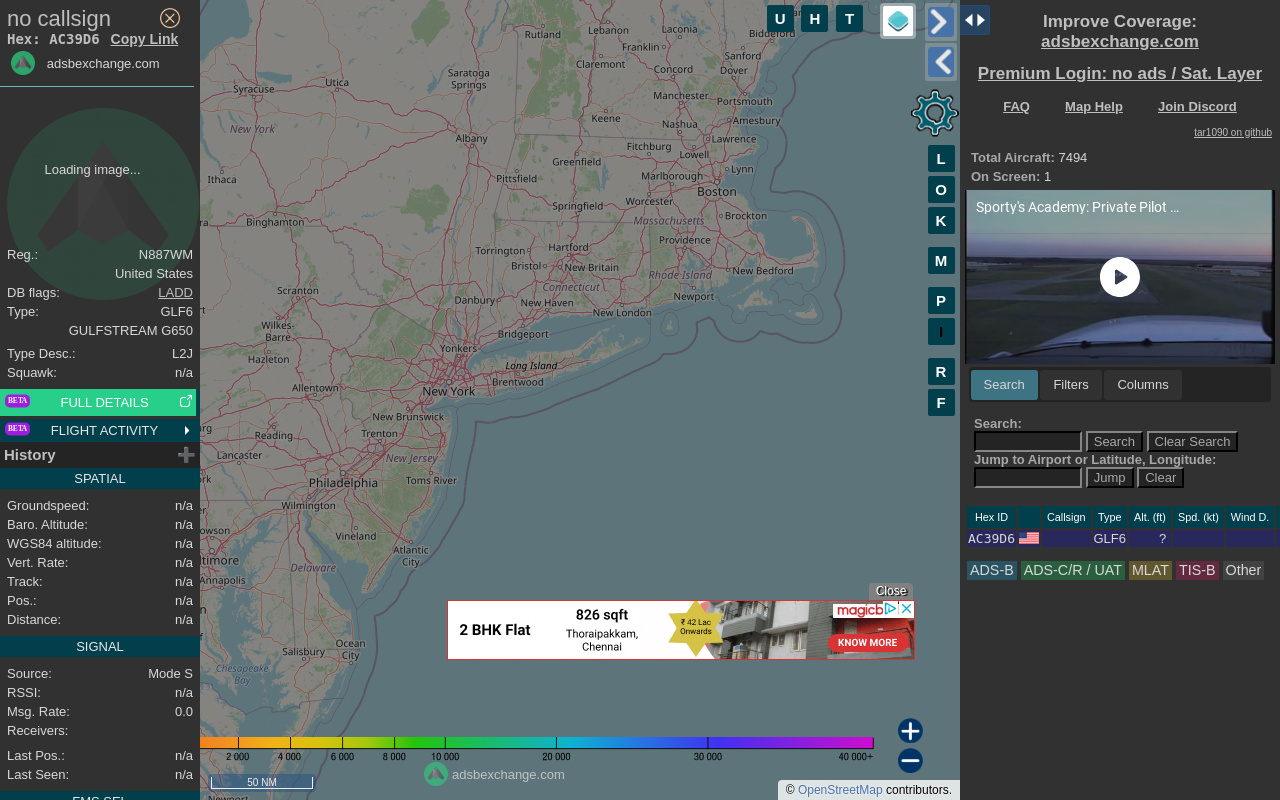 no callsign
Hex: AC39D6 Copy Link
adsbexchange.com
Loading image...
Reg.: N887WM
United States
DB flags: LADD
Type: GLF6
GULFSTREAM G650
Type Desc.: L2J
Squawk: n/a
BETA FULL DETAILS
BETA FLIGHT ACTIVITY
History
SPATIAL
Groundspeed: n/a
Baro. Altitude: n/a
WGS84 altitude: n/a
Vert. Rate: n/a
Track: n/a
Pos.: n/a
Distance: n/a
SIGNAL
Source: Mode S
RSSI: n/a
Msg. Rate: 0.0
Receivers:
Last Pos.: n/a
Last Seen: n/a
U H T
L
O
K
M
P
I
R
F
Rutland
Lebanon
Laconia
Biddeford
Franklin
Sanford
Claremont
Concord
Dover
Saratoga
Springs
Utica
Syracuse
Manchester
Portsmouth
Keene
Nashua
Amesbury
New York
Albany
Lawrence
Fitchburg
Lowell
Greenfield
Lynn
Ithaca
Pittsfield
Marlborough
Boston
Worcester
Springfield
Binghamton
Massachusetts
Brockton
Torrington
Hartford
Providence
Bristol
New Britain
Rhode Island
New Bedford
Connecticut
Scranton
Danbury
New Haven
Newport
New London
Wilkes-
Barre
Bridgeport
Yonkers
Hazleton
Long Island
Allentown
New York
Brentwood
New Brunswick
Reading
Trenton
Lancaster
New Jersey
Philadelphia
Toms River
Wilmington
Vineland
Atlantic
City
Annapolis
Delaware
Ocean
City
Salisbury
Chesapeake
Bay
Newport
Close
2 BHK Flat
826 sqft
Thoraipakkam,
Chennai
₹ 42 Lac
Onwards
magicb
KNOW MORE
2 000 4 000 6 000 8 000 10 000 20 000 30 000 40 000+
50 NM
adsbexchange.com
© OpenStreetMap contributors.
Improve Coverage:
adsbexchange.com
Premium Login: no ads / Sat. Layer
FAQ Map Help Join Discord
tar1090 on github
Total Aircraft: 7494
On Screen: 1
Sporty's Academy: Private Pilot ...
Search Filters Columns
Search:
Search Clear Search
Jump to Airport or Latitude, Longitude:
Jump Clear
Hex ID Callsign Type Alt. (ft) Spd. (kt) Wind D.
AC39D6 GLF6 ?
ADS-B ADS-C/R / UAT MLAT TIS-B Other